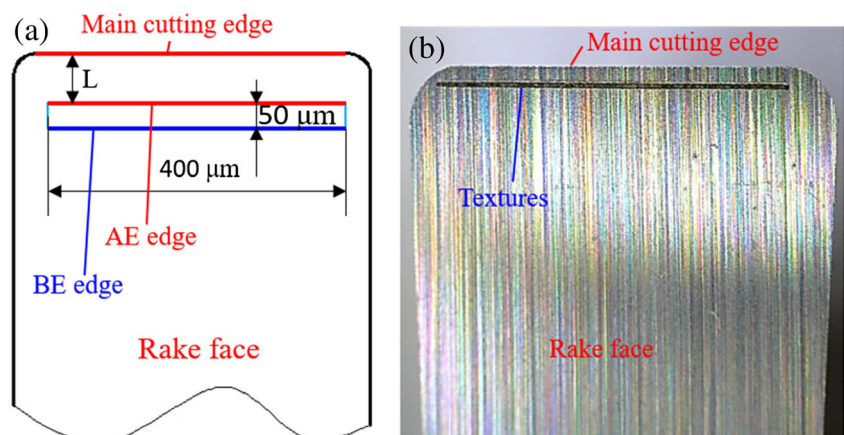 (a)
Main cutting edge
L
50 μm
400 μm
AE edge
BE edge
Rake face
(b)
Main cutting edge
Textures
Rake face